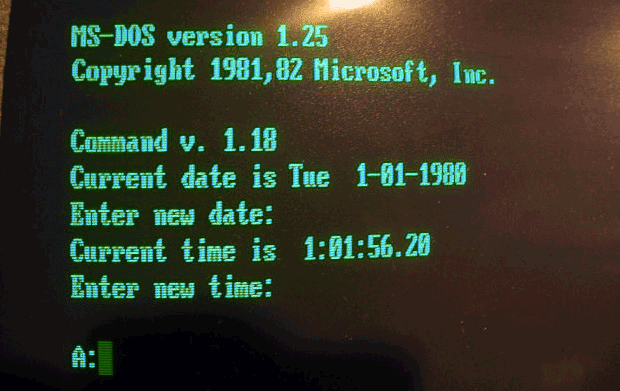 MS-DOS version 1.25
Copyright 1981,82 Microsoft, Inc.
Command v. 1.18
Current date is Tue  1-01-1980
Enter new date:
Current time is  1:01:56.20
Enter new time:
A: